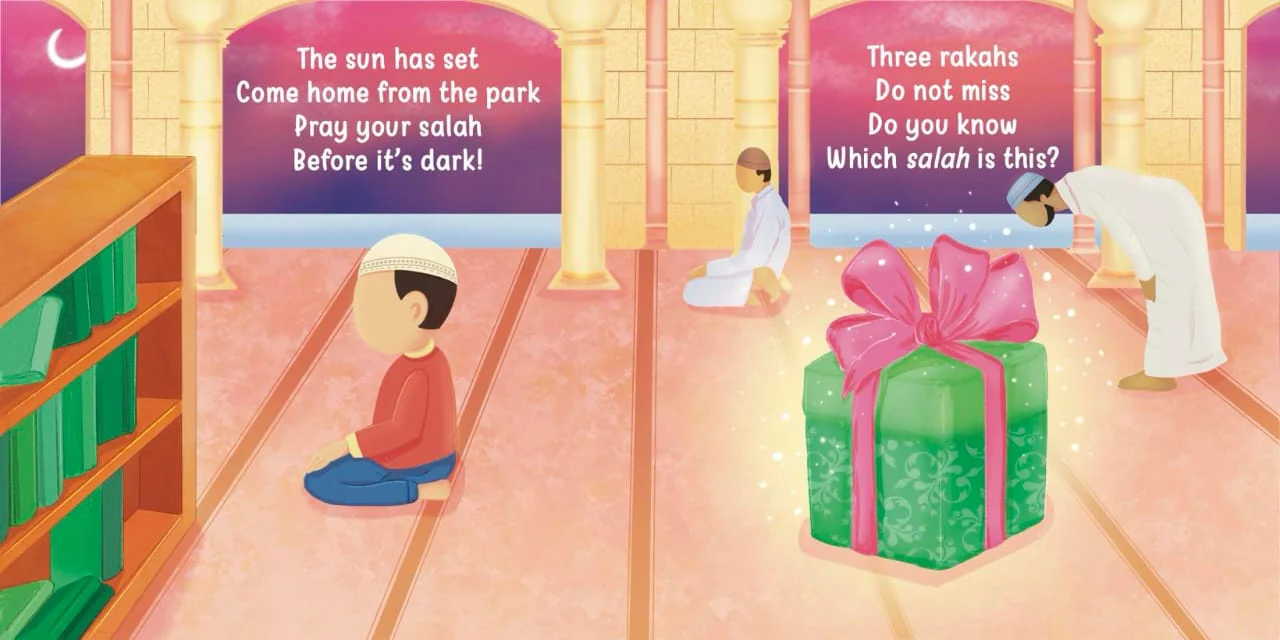 The sun has set
Come home from the park
Pray your salah
Before it's dark!
Three rakahs
Do not miss
Do you know
Which salah is this?